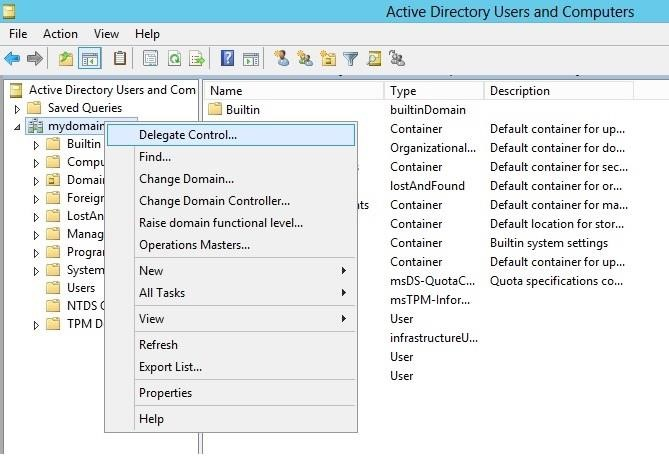 Active Directory Users and Computers
File Action View Help
Active Directory Users and Com
Saved Queries
mydomain
Builtin
Compu
Domai
Foreig
LostAn
Manag
Progra
System
Users
NTDS
TPM D
Delegate Control...
Find...
Change Domain...
Change Domain Controller...
Raise domain functional level...
Operations Masters...
New
All Tasks
View
Refresh
Export List...
Properties
Help
Name Type Description
Builtin builtinDomain
Container Default container for up...
Organizational... Default container for do...
Container Default container for sec...
lostAndFound Default container for or...
nts Container Default container for ma...
Container Default location for stor...
Container Builtin system settings
Container Default container for up...
msDS-QuotaC... Quota specifications co...
msTPM-Infor...
User
infrastructureU...
User
User